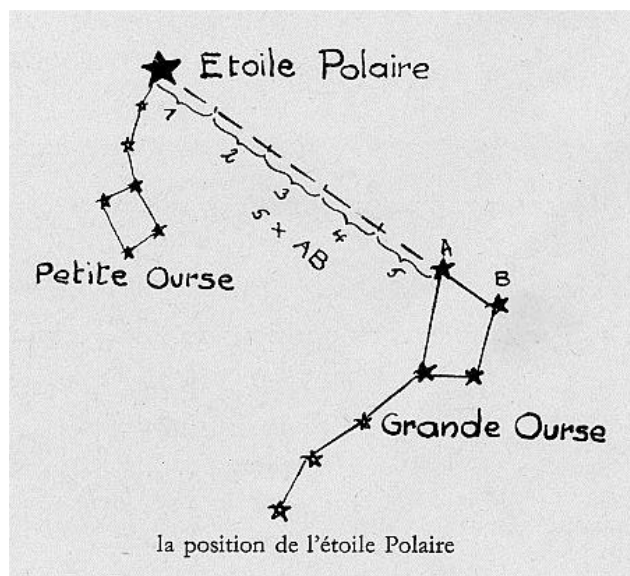 Etoile Polaire
1
2
3
4
5
5 × AB
A
B
Petite Ourse
Grande Ourse
la position de l'étoile Polaire